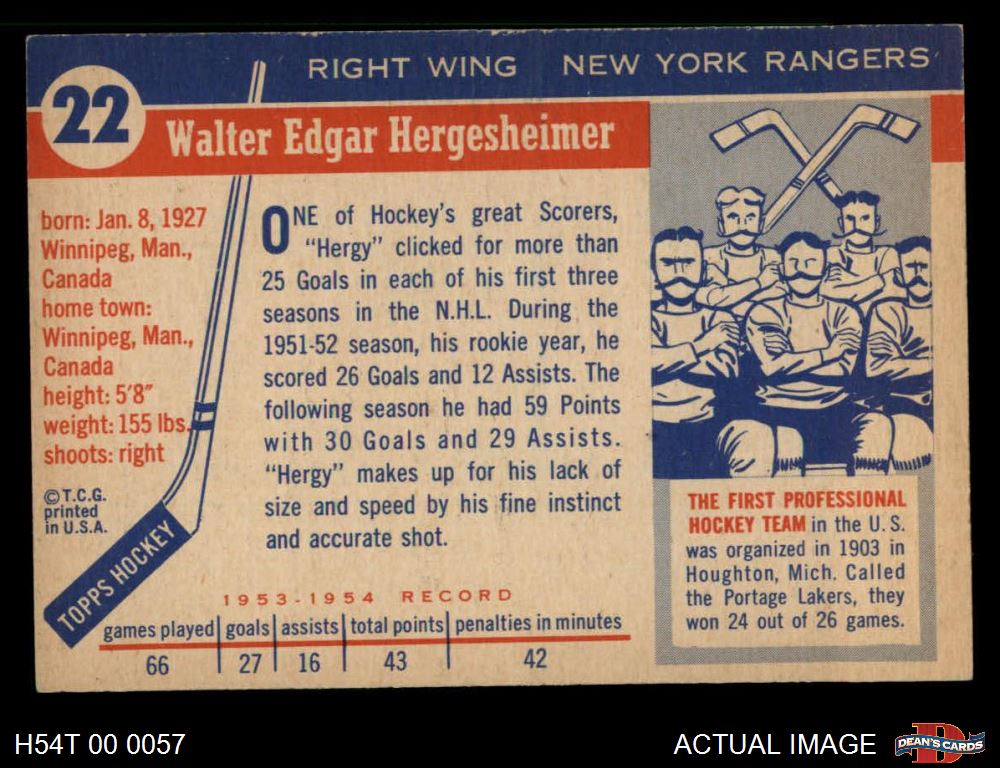 RIGHT WING NEW YORK RANGERS
22
Walter Edgar Hergesheimer
born: Jan. 8, 1927
Winnipeg, Man.,
Canada
home town:
Winnipeg, Man.,
Canada
height: 5'8"
weight: 155 lbs.
shoots: right
©T.C.G.
printed
in U.S.A.
TOPPS HOCKEY
ONE of Hockey's great Scorers,
"Hergy" clicked for more than
25 Goals in each of his first three
seasons in the N.H.L. During the
1951-52 season, his rookie year, he
scored 26 Goals and 12 Assists. The
following season he had 59 Points
with 30 Goals and 29 Assists.
"Hergy" makes up for his lack of
size and speed by his fine instinct
and accurate shot.
1953-1954 RECORD
games played goals assists total points penalties in minutes
66 27 16 43 42
THE FIRST PROFESSIONAL
HOCKEY TEAM in the U. S.
was organized in 1903 in
Houghton, Mich. Called
the Portage Lakers, they
won 24 out of 26 games.
H54T 00 0057
ACTUAL IMAGE
D
DEAN'S CARDS